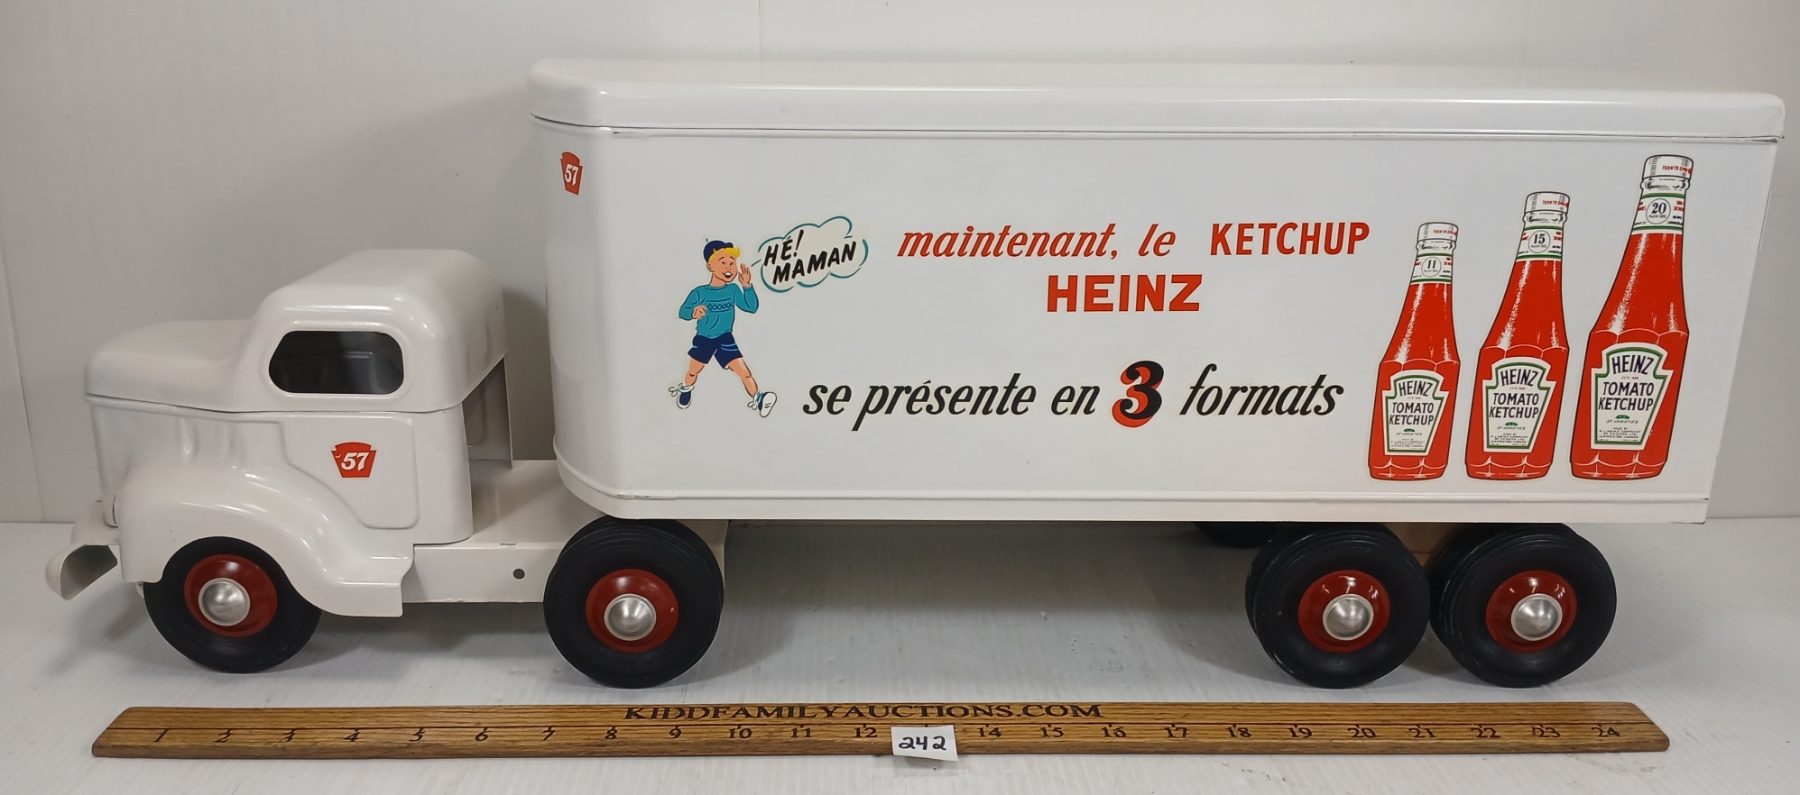 57
HÉ!
MAMAN
maintenant, le KETCHUP
HEINZ
se présente en 3 formats
11
15
20
HEINZ
TOMATO
KETCHUP
HEINZ
TOMATO
KETCHUP
HEINZ
TOMATO
KETCHUP
57
KIDDFAMILYAUCTIONS.COM
1 2 3 4 5 6 7 8 9 10 11 12 14 15 16 17 18 19 20 21 22 23 24
242